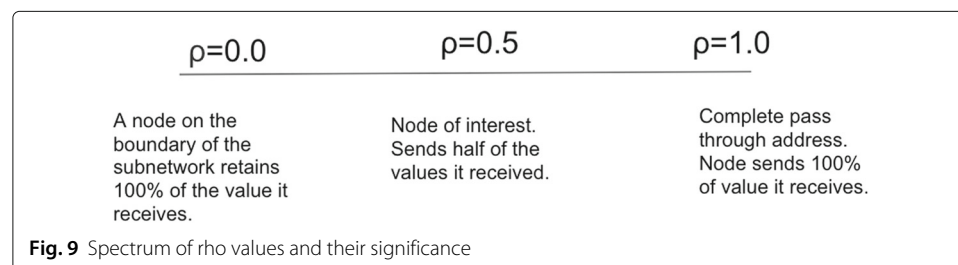 ρ=0.0
ρ=0.5
ρ=1.0
A node on the
boundary of the
subnetwork retains
100% of the value it
receives.
Node of interest.
Sends half of the
values it received.
Complete pass
through address.
Node sends 100%
of value it receives.
Fig. 9 Spectrum of rho values and their significance